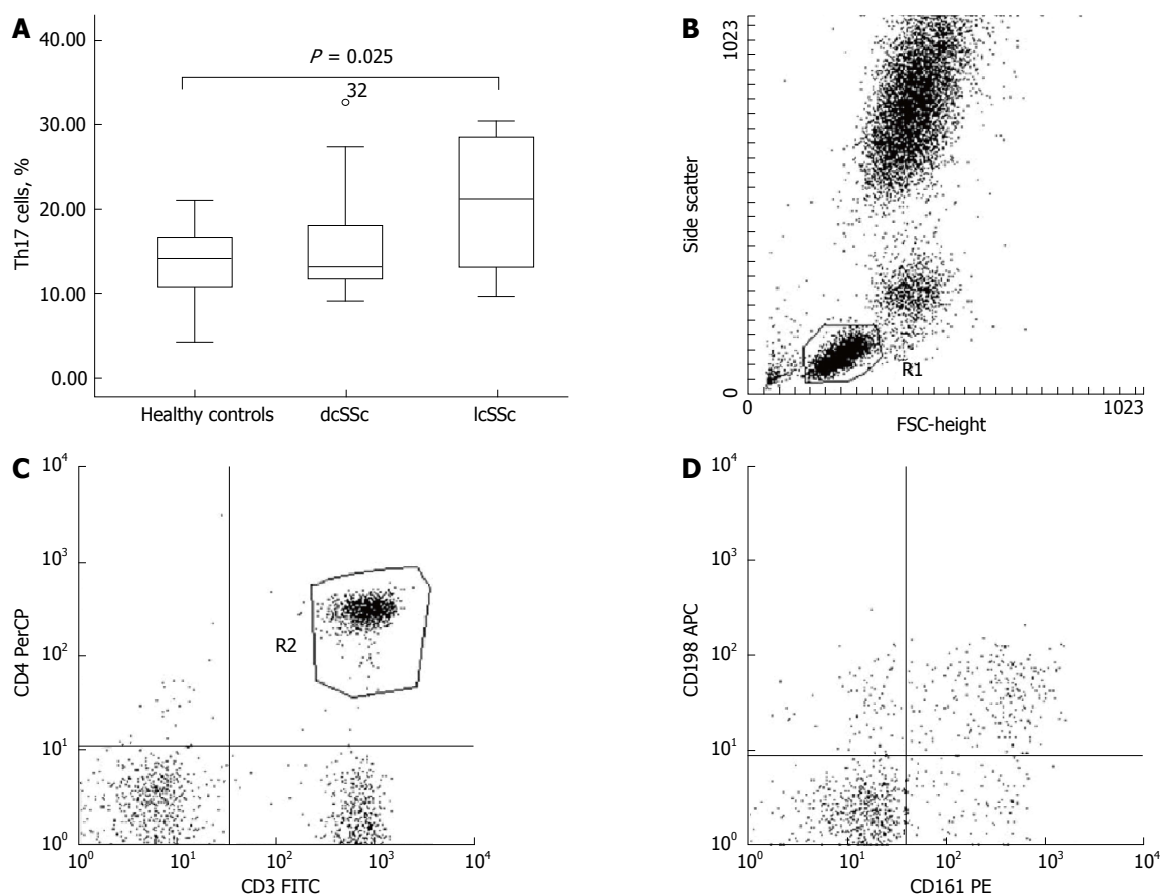 A
40.00
30.00
20.00
10.00
0.00
Th17 cells, %
P = 0.025
32
Healthy controls dcSSc lcSSc
B
1023
0
Side scatter
R1
0 1023
FSC-height
C
10^4
10^3
10^2
10^1
10^0
CD4 PerCP
R2
10^0 10^1 10^2 10^3 10^4
CD3 FITC
D
10^4
10^3
10^2
10^1
10^0
CD198 APC
10^0 10^1 10^2 10^3 10^4
CD161 PE